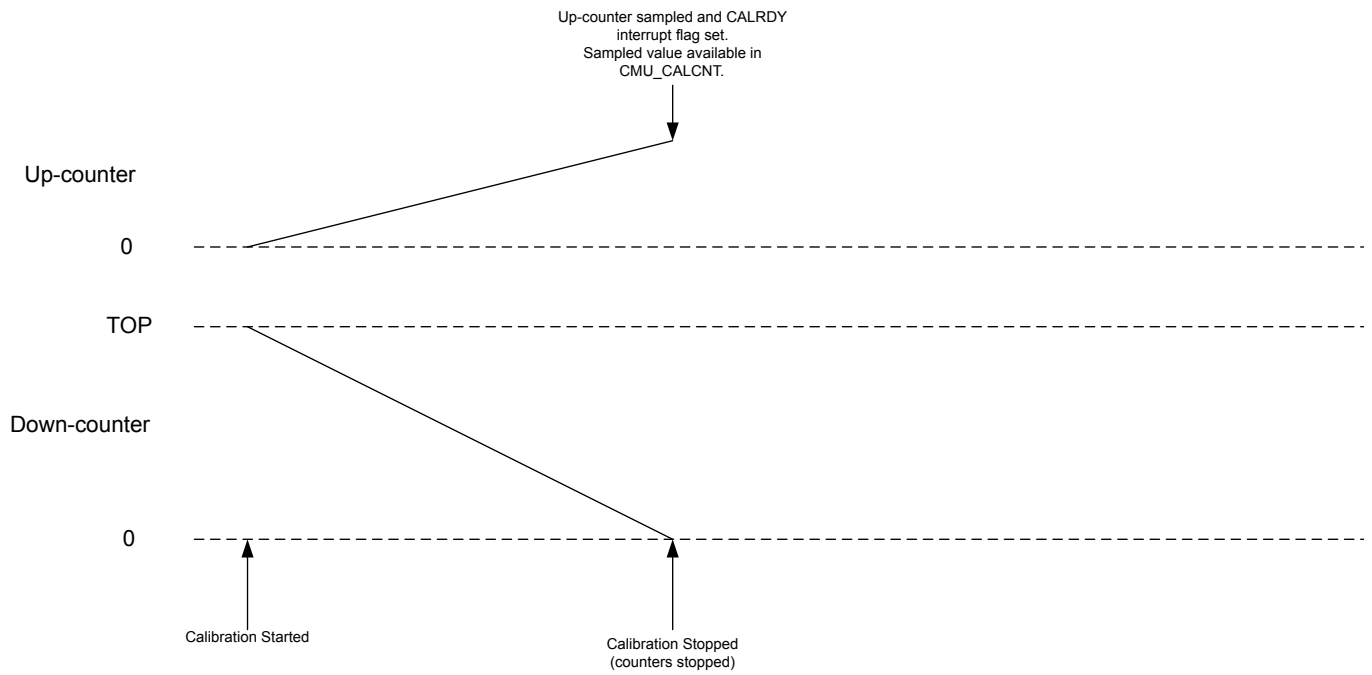 Up-counter sampled and CALRDY
interrupt flag set.
Sampled value available in
CMU_CALCNT.
Up-counter
0
TOP
Down-counter
0
Calibration Started
Calibration Stopped
(counters stopped)